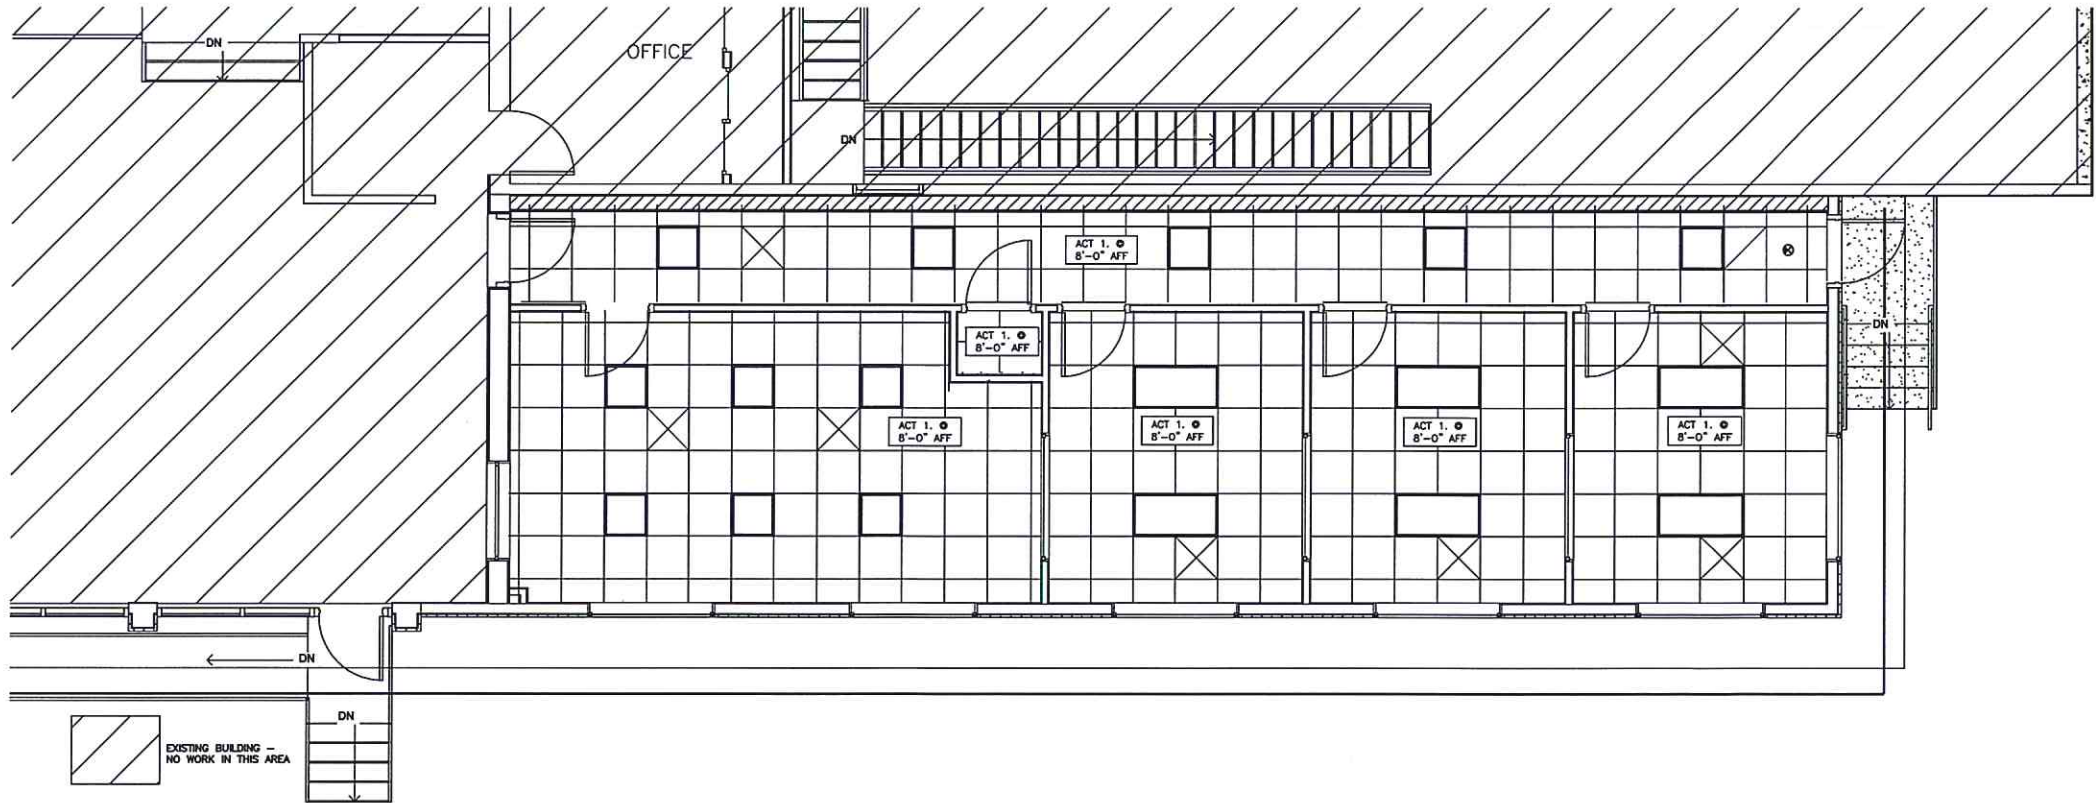 DN
OFFICE
DN
ACT 1. @
8'-0" AFF
ACT 1. @
8'-0" AFF
DN
ACT 1. @
8'-0" AFF
ACT 1. @
8'-0" AFF
ACT 1. @
8'-0" AFF
ACT 1. @
8'-0" AFF
DN
DN
EXISTING BUILDING –
NO WORK IN THIS AREA